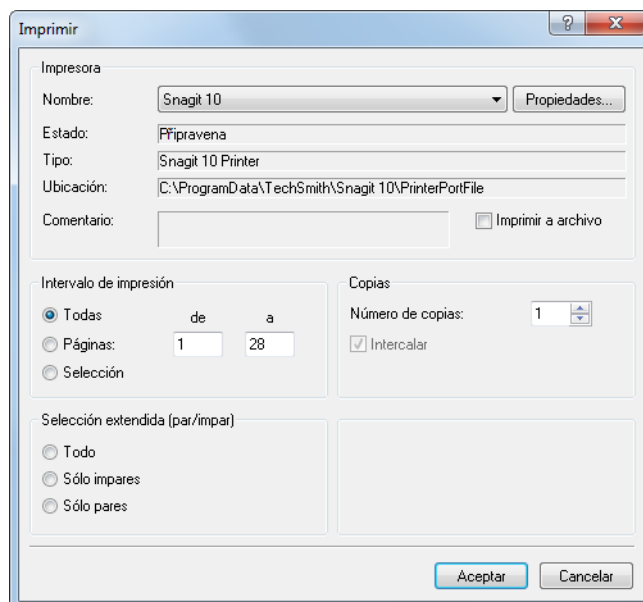 Imprimir
Impresora
Nombre: Snagit 10 Propiedades...
Estado: Připravena
Tipo: Snagit 10 Printer
Ubicación: C:\ProgramData\TechSmith\Snagit 10\PrinterPortFile
Comentario: Imprimir a archivo
Intervalo de impresión
Todas de a
Páginas: 1 28
Selección
Copias
Número de copias: 1
Intercalar
Selección extendida (par/impar)
Todo
Sólo impares
Sólo pares
Aceptar Cancelar